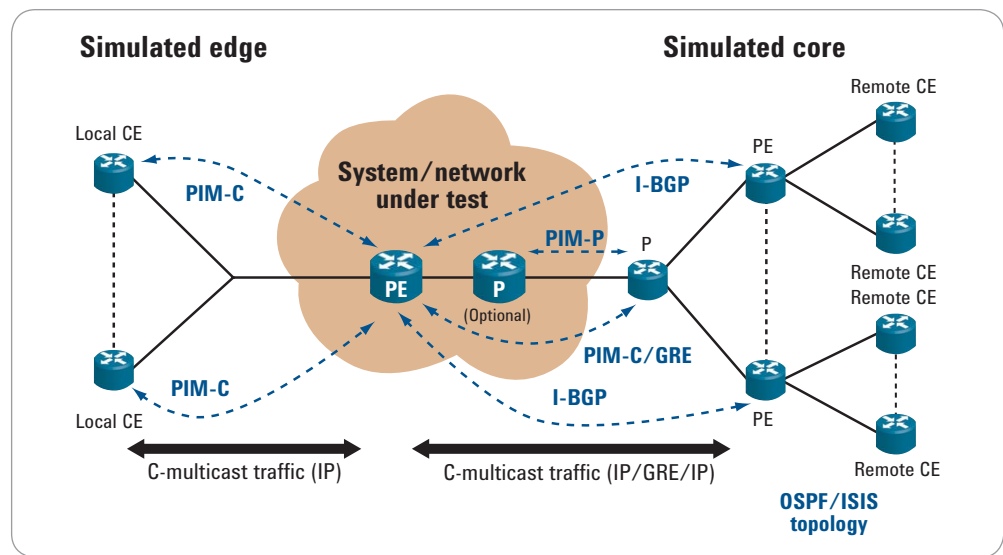 Simulated edge
Simulated core
Remote CE
Local CE
PE
System/network
under test
PIM-C
I-BGP
PIM-P
P
Remote CE
Remote CE
PE
P
(Optional)
PIM-C/GRE
PIM-C
I-BGP
Local CE
PE
C-multicast traffic (IP)
C-multicast traffic (IP/GRE/IP)
Remote CE
OSPF/ISIS
topology